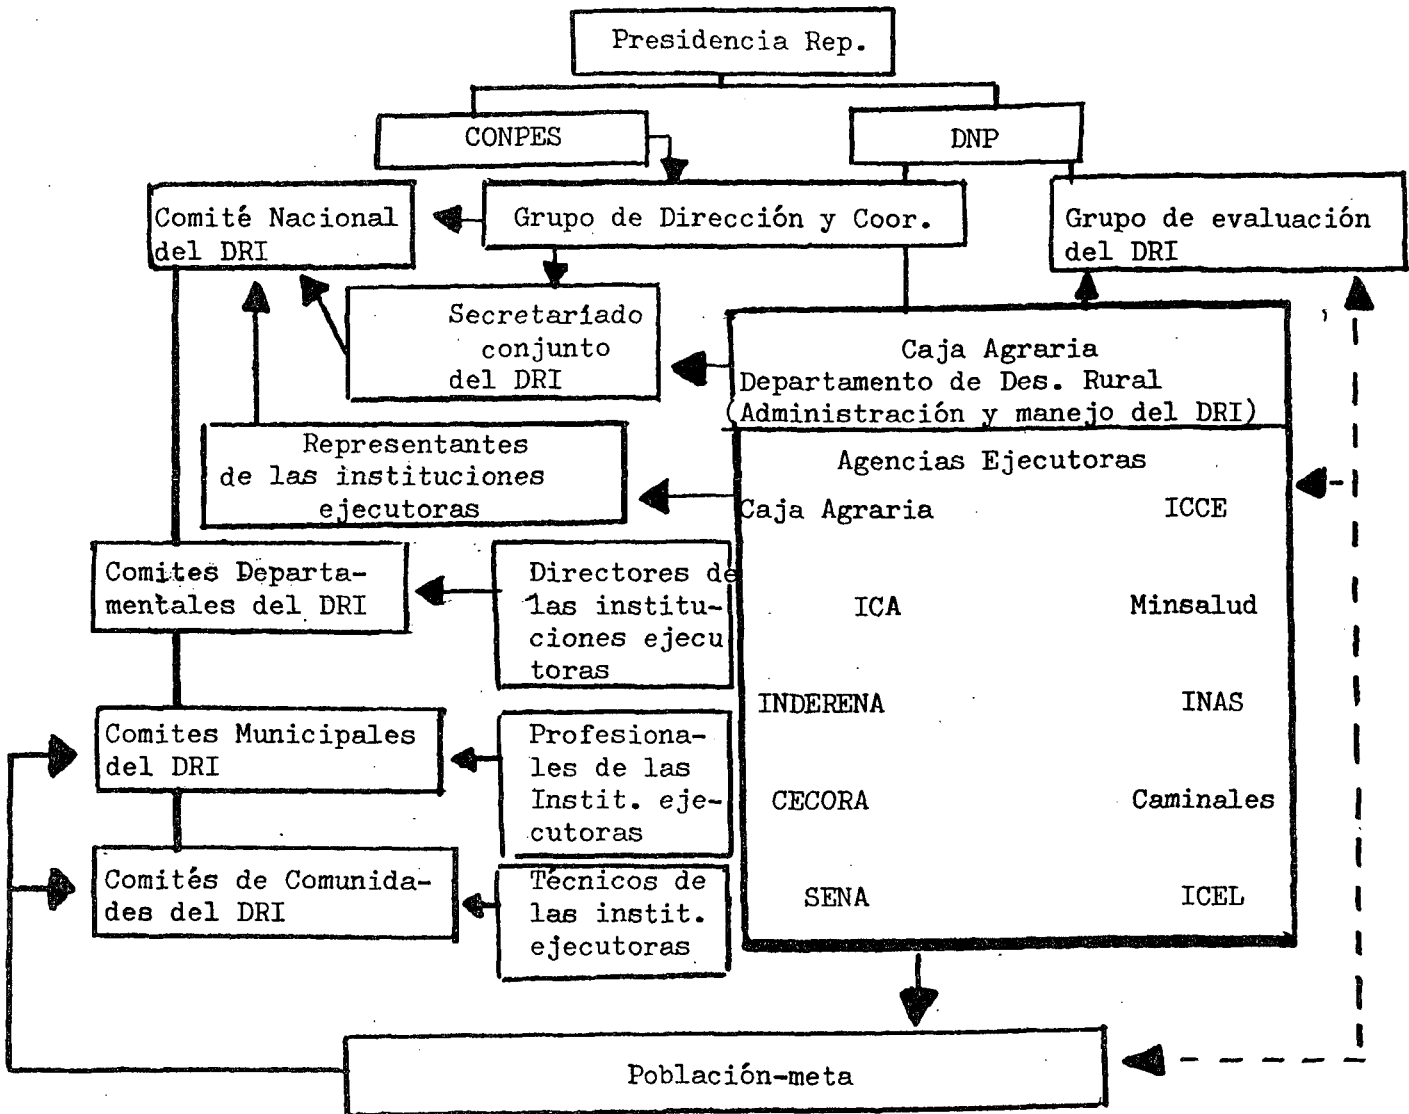 Presidencia Rep.
CONPES
DNP
Comité Nacional
del DRI
Grupo de Dirección y Coor.
Grupo de evaluación
del DRI
Secretaríado
conjunto
del DRI
Caja Agraria
Departamento de Des. Rural
(Administración y manejo del DRI)
Representantes
de las instituciones
ejecutoras
Agencias Ejecutoras
Caja Agraria ICCE
ICA Minsalud
INDERENA INAS
CECORA Caminales
SENA ICEL
Comites Departa-
mentales del DRI
Directores de
las institu-
ciones ejecu
toras
Comites Municipales
del DRI
Profesiona-
les de las
Instit. eje-
cutoras
Comités de Comunida-
des del DRI
Técnicos de
las instit.
ejecutoras
Población-meta